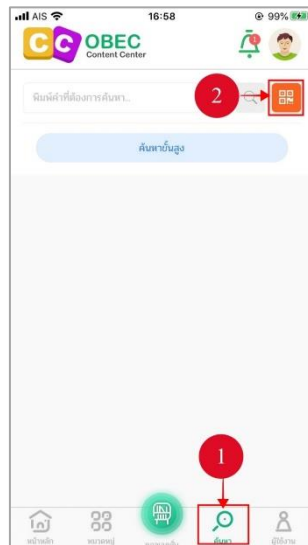 AIS 16:58 99%
CC OBEC
Content Center
1
พิมพ์คำที่ต้องการค้นหา..
2
ค้นหาขั้นสูง
1
หน้าหลัก หมวดหมู่ ค้นหา ผู้ใช้งาน